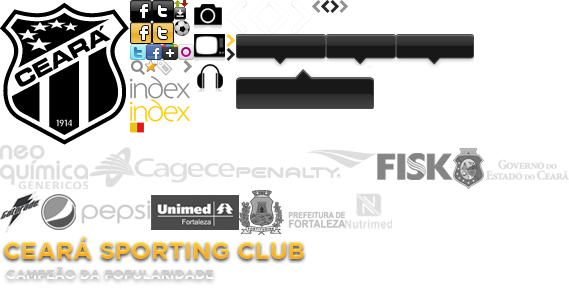 CEARÁ
1914
index
index
neo
química
GENÉRICOS
Cagece
PENALTY
FISK
GOVERNO DO
ESTADO DO CEARÁ
pepsi
Unimed
Fortaleza
PREFEITURA DE
FORTALEZA
N
Nutrimed
CEARÁ SPORTING CLUB
CAMPEÃO DA POPULARIDADE